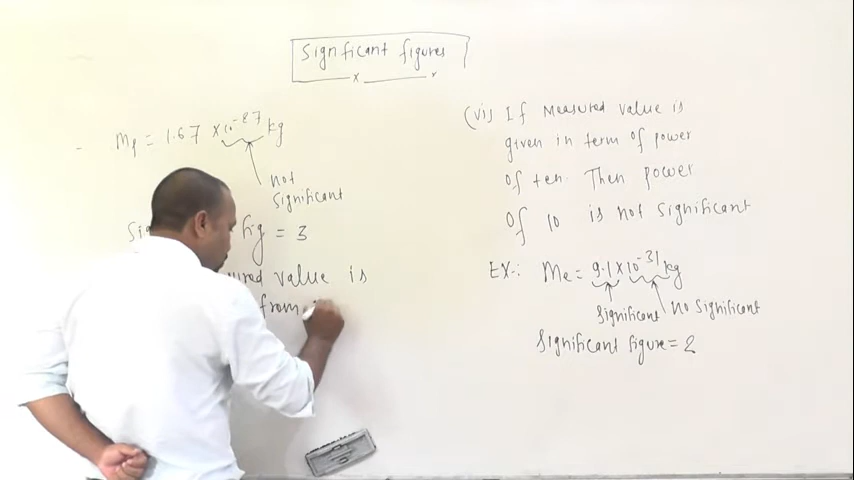 Significant figures
Mp = 1.67 × 10⁻²⁷ kg
not
significant
fig = 3
value is
from
(vi) If Measured value is
given in term of power
of ten. Then power
of 10 is not significant
EX:- Me = 9.1 × 10⁻³¹ kg
Significant No Significant
Significant figure = 2